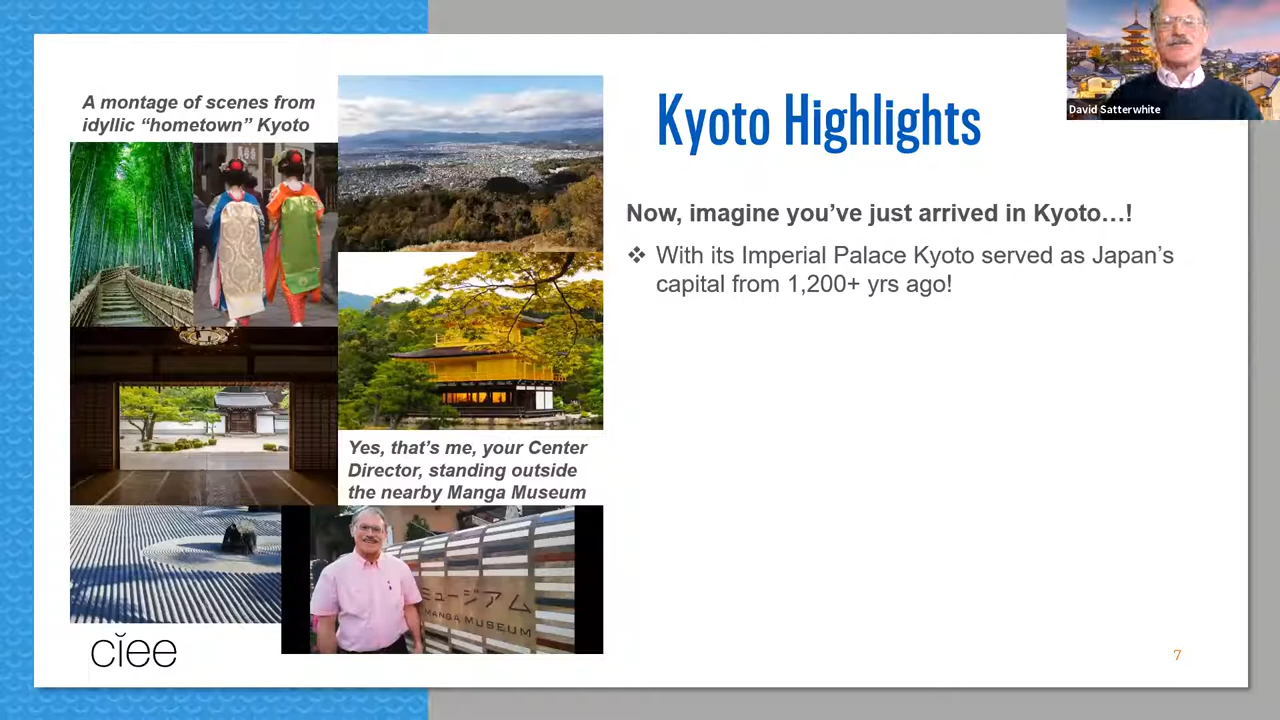 A montage of scenes from
idyllic “hometown” Kyoto
Yes, that’s me, your Center
Director, standing outside
the nearby Manga Museum
ミュージアム
MANGA MUSEUM
cĭee
Kyoto Highlights
Now, imagine you’ve just arrived in Kyoto…!
❖ With its Imperial Palace Kyoto served as Japan’s
capital from 1,200+ yrs ago!
David Satterwhite
7